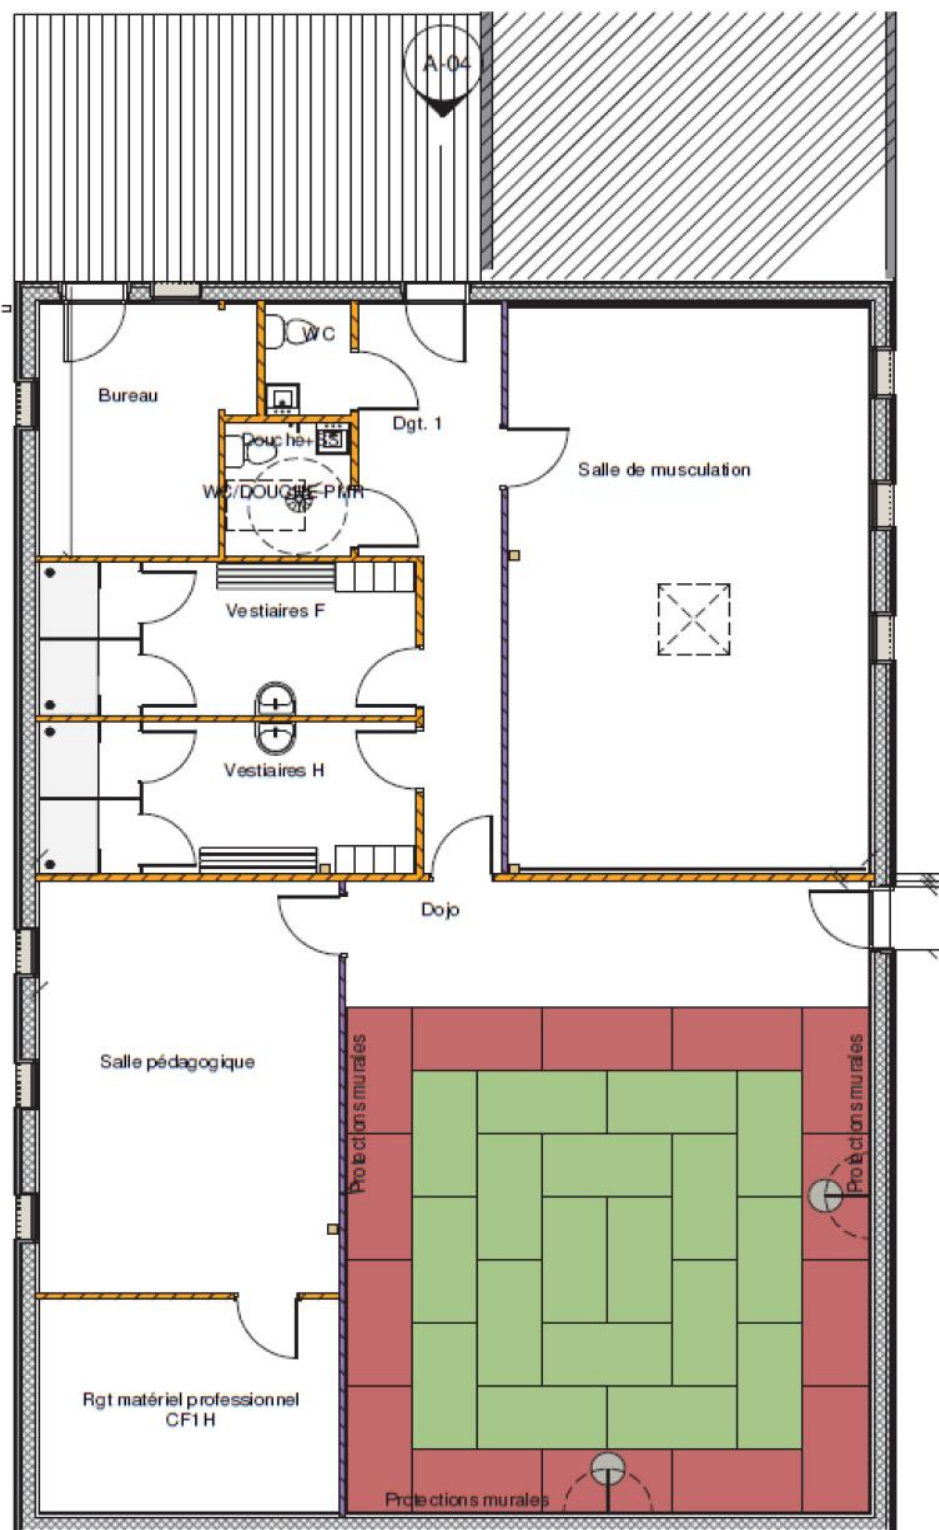 A-04
WC
Bureau
Dgt. 1
Douche+
Salle de musculation
WC/DOUCHE PMR
Vestiaires F
Vestiaires H
Dojo
Salle pédagogique
Protections murales
Protections murales
Rgt matériel professionnel
CF1H
Protections murales